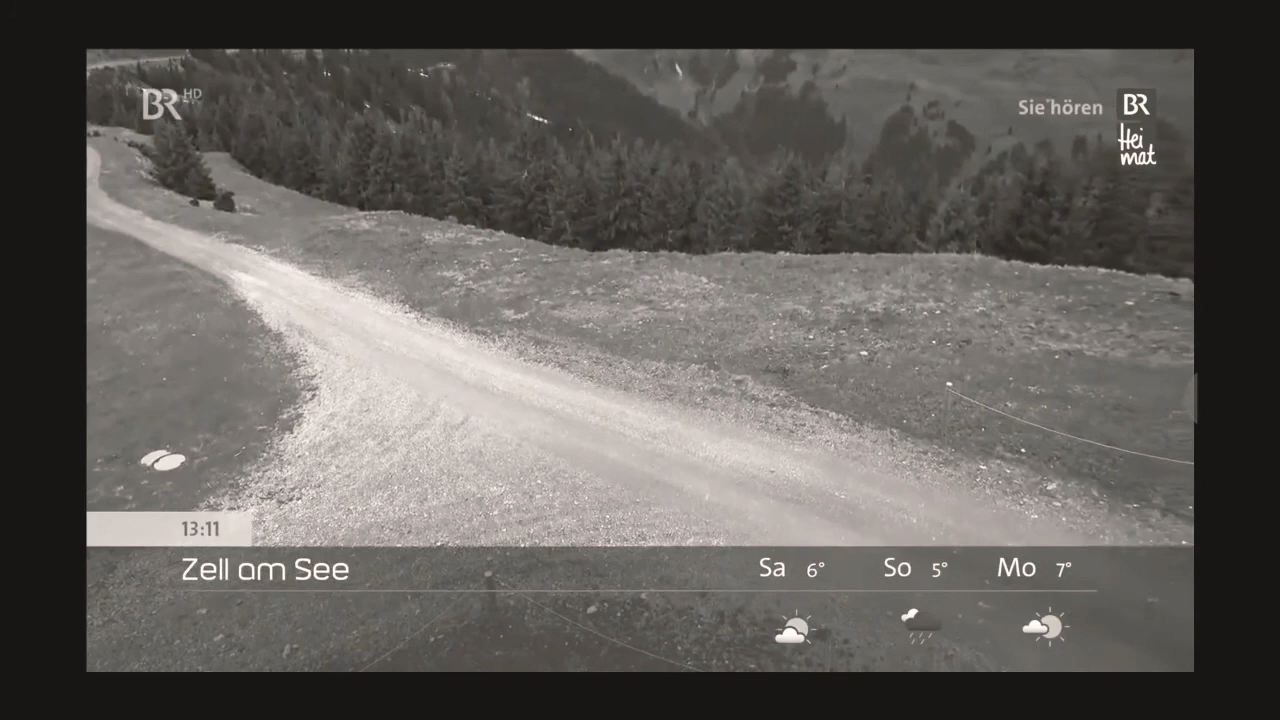 BR HD
Sie hören BR
Hei
mat
13:11
Zell am See
Sa 6° So 5° Mo 7°